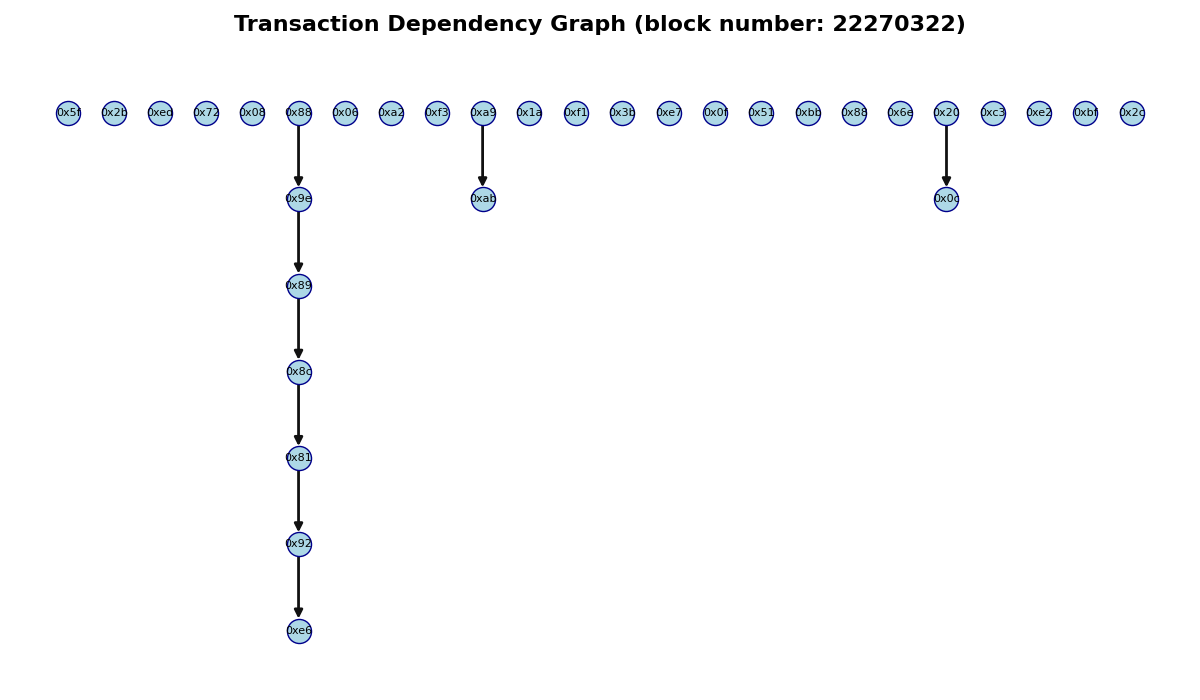 Transaction Dependency Graph (block number: 22270322)
0x5f 0x2b 0xed 0x72 0x08 0x88 0x06 0xa2 0xf3 0xa9 0x1a 0xf1 0x3b 0xe7 0x0f 0x51 0xbb 0x88 0x6e 0x20 0xc3 0xe2 0xbf 0x2c
0x9e 0xab 0x0c
0x89
0x8c
0x81
0x92
0xe6